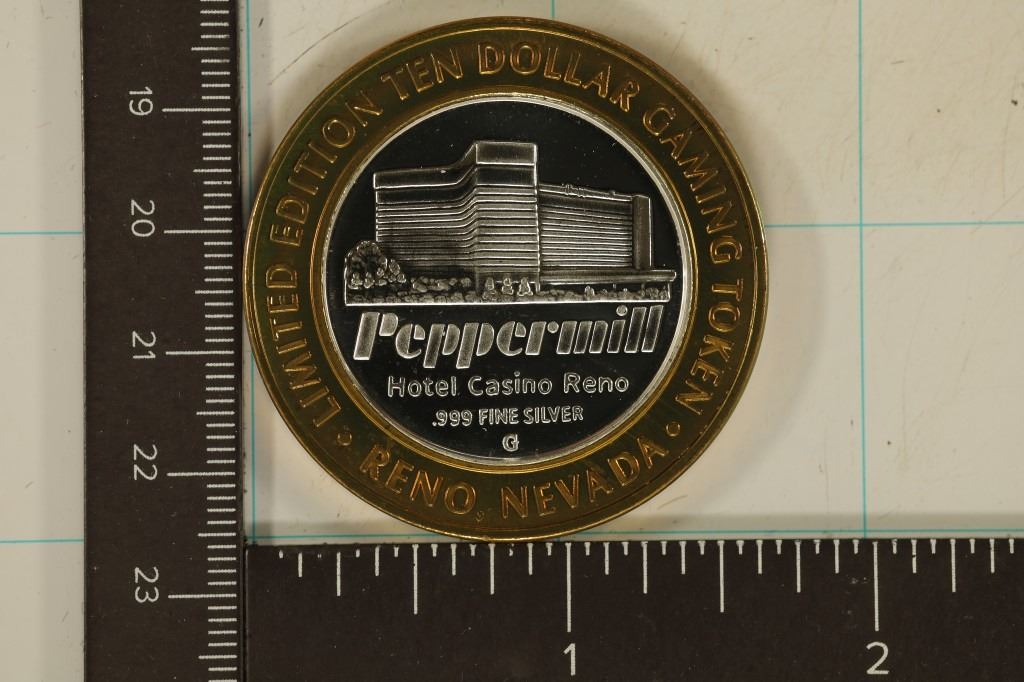 LIMITED EDITION TEN DOLLAR GAMING TOKEN
Peppermill
Hotel Casino Reno
.999 FINE SILVER
G
• RENO, NEVADA •
19
20
21
22
23
1
2